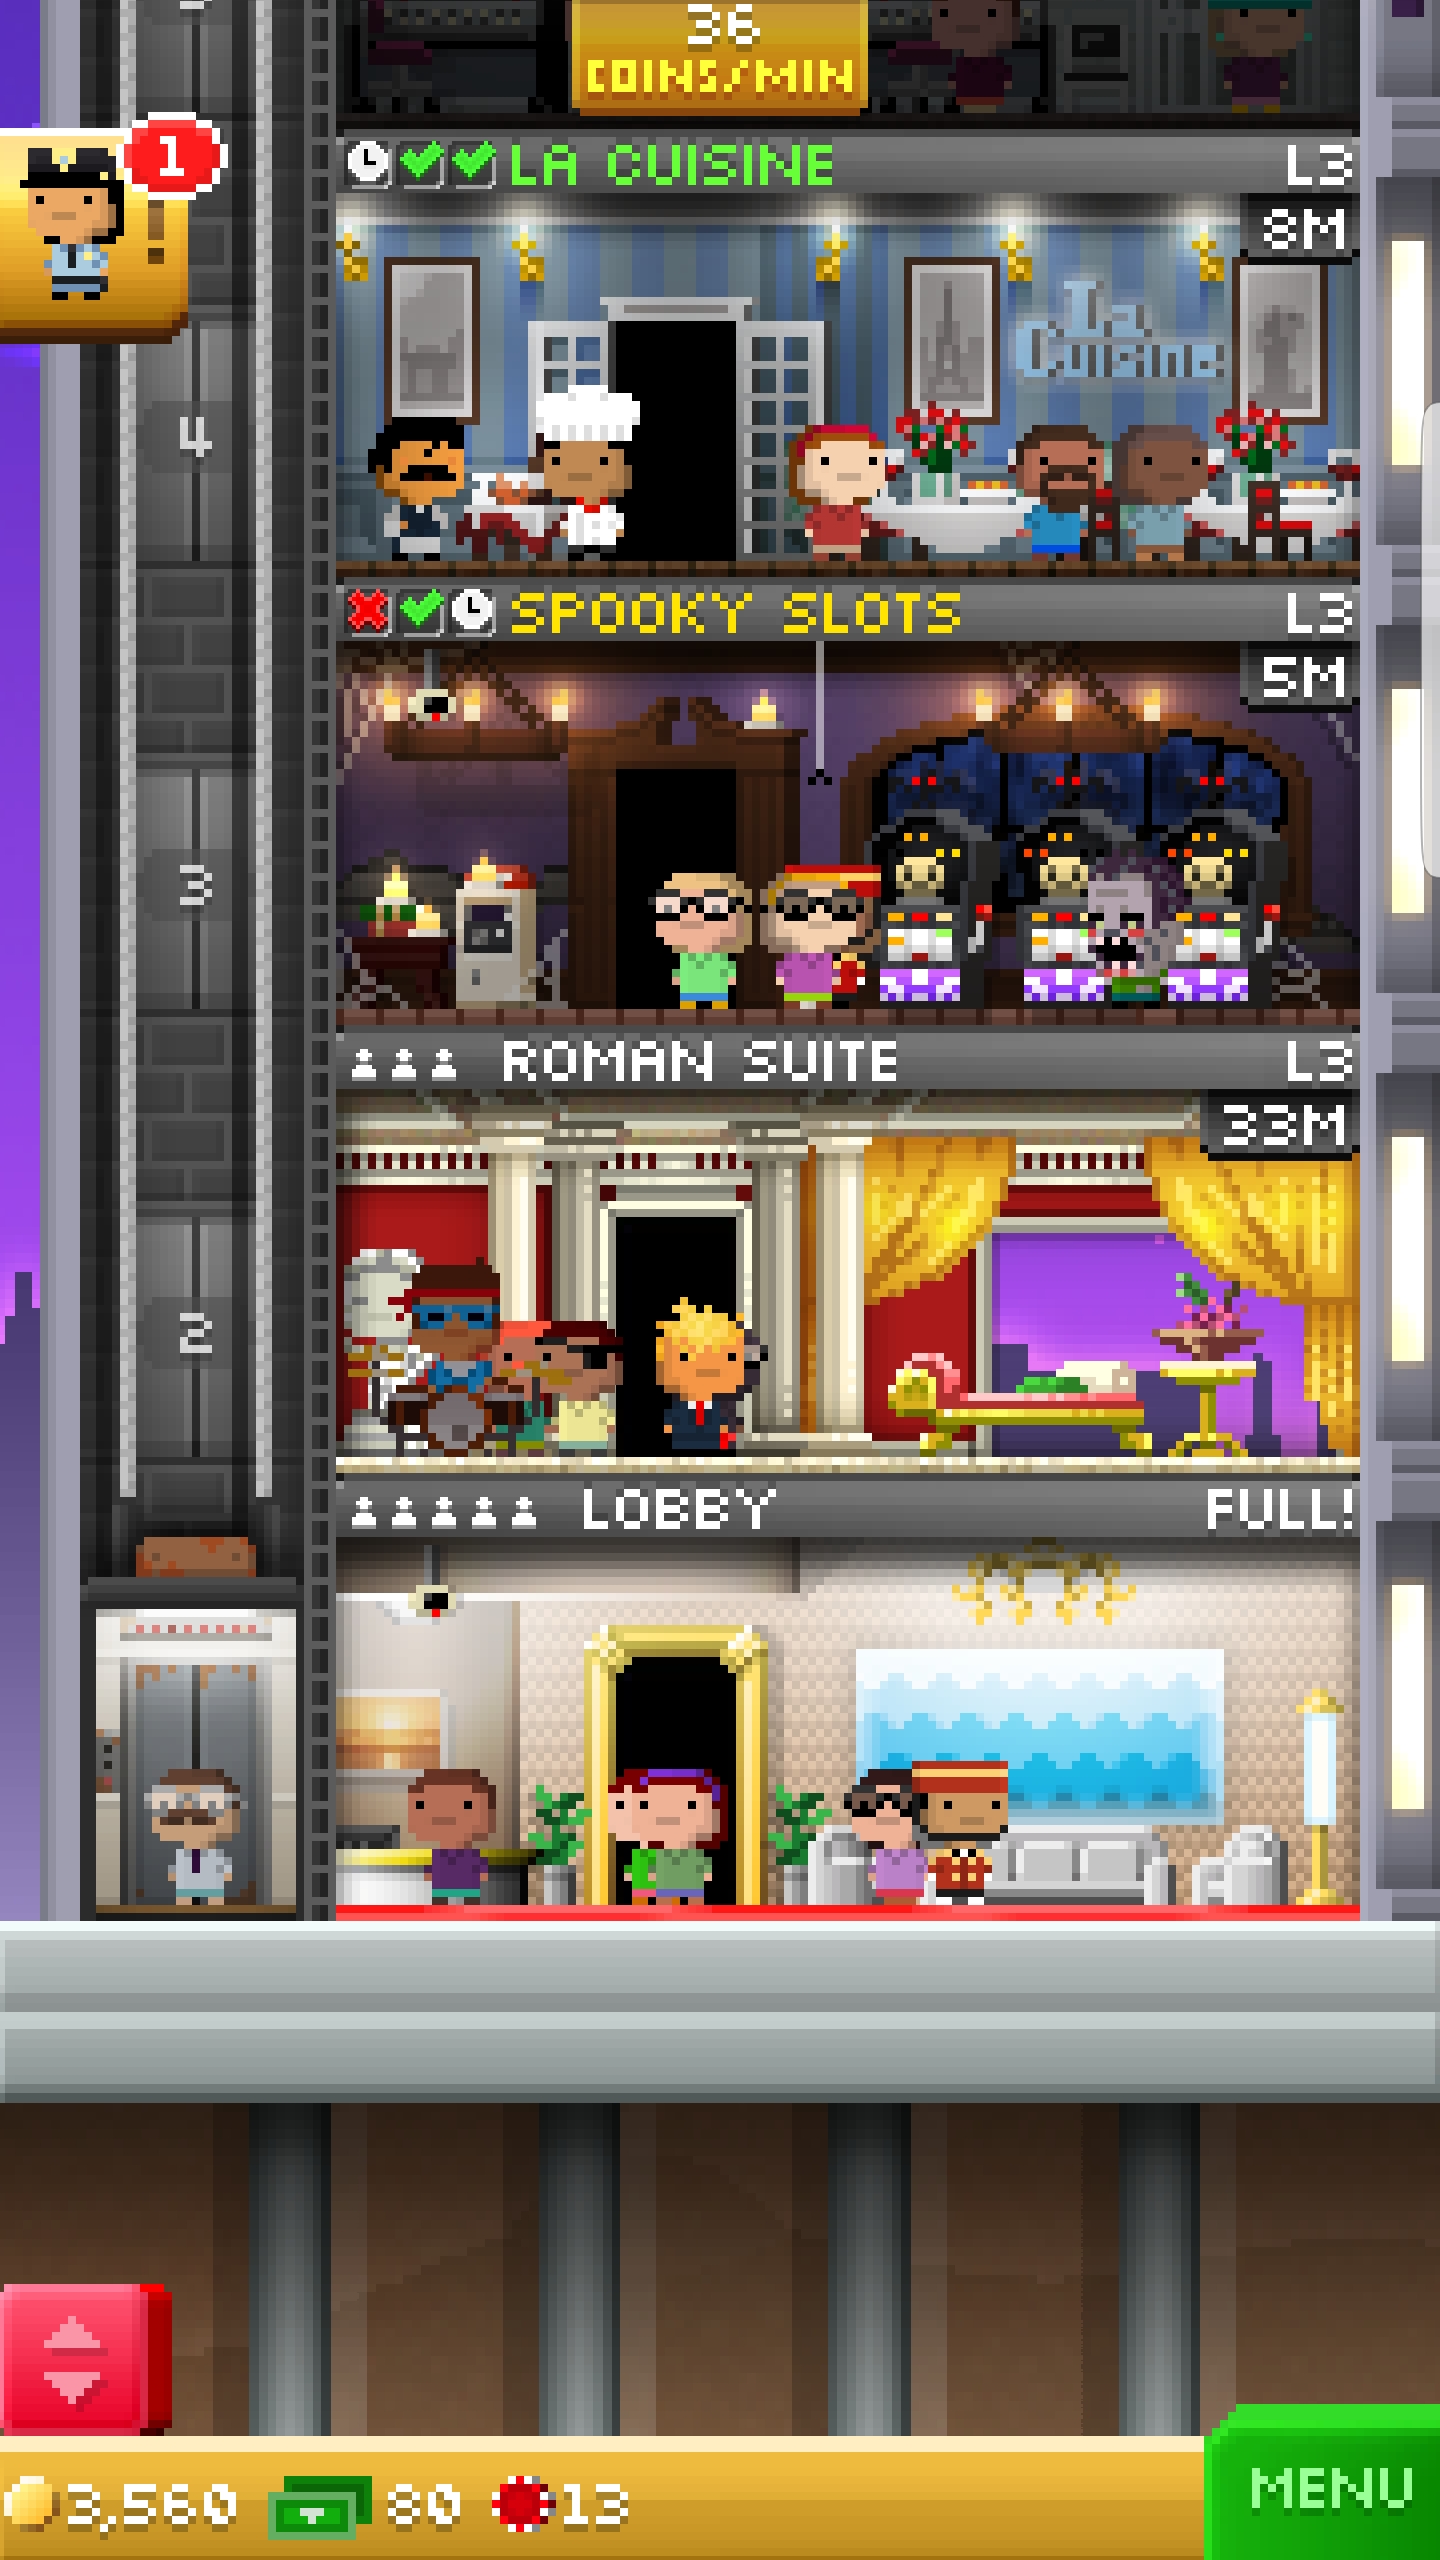 36
COINS/MIN
1
LA CUISINE L3
8M
La
Cuisine
4
SPOOKY SLOTS L3
5M
3
ROMAN SUITE L3
33M
2
LOBBY FULL!
3,560 80 13
MENU